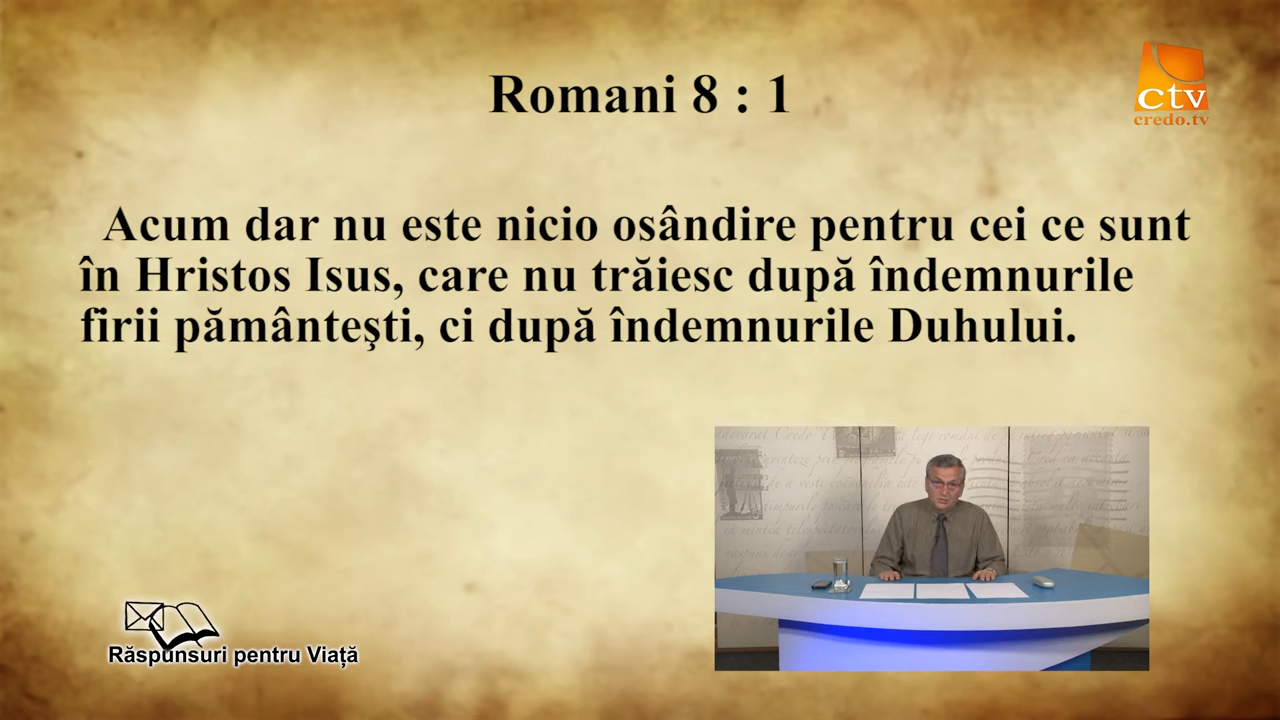 Romani 8 : 1
ctv
credo.tv
Acum dar nu este nicio osândire pentru cei ce sunt
în Hristos Isus, care nu trăiesc după îndemnurile
firii pământeşti, ci după îndemnurile Duhului.
Răspunsuri pentru Viață